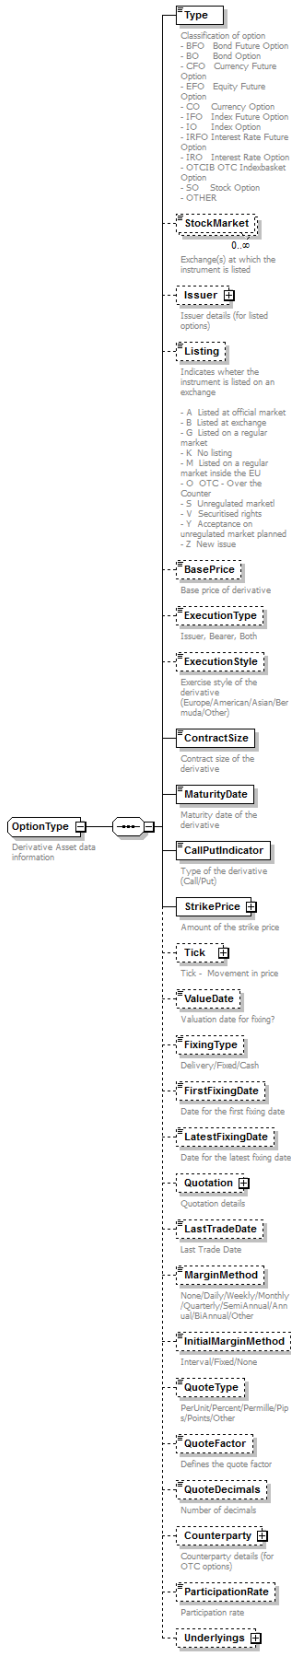 Type
Classification of option
- BFO   Bond Future Option
- BO    Bond Option
- CFO   Currency Future
Option
- EFO   Equity Future
Option
- CO    Currency Option
- IFO   Index Future Option
- IO    Index Option
- IRFO Interest Rate Future
Option
- IRO   Interest Rate Option
- OTCIB OTC Indexbasket
Option
- SO    Stock Option
- OTHER
StockMarket
0..∞
Exchange(s) at which the
instrument is listed
Issuer
Issuer details (for listed
options)
Listing
Indicates wheter the
instrument is listed on an
exchange
- A  Listed at official market
- B  Listed at exchange
- G  Listed on a regular
market
- K  No listing
- M  Listed on a regular
market inside the EU
- O  OTC - Over the
Counter
- S  Unregulated marketl
- V  Securitised rights
- Y  Acceptance on
unregulated market planned
- Z  New issue
BasePrice
Base price of derivative
ExecutionType
Issuer, Bearer, Both
ExecutionStyle
Exercise style of the
derivative
(Europe/American/Asian/Ber
muda/Other)
ContractSize
Contract size of the
derivative
MaturityDate
Maturity date of the
derivative
OptionType
Derivative Asset data
information
CallPutIndicator
Type of the derivative
(Call/Put)
StrikePrice
Amount of the strike price
Tick
Tick -  Movement in price
ValueDate
Valuation date for fixing?
FixingType
Delivery/Fixed/Cash
FirstFixingDate
Date for the first fixing date
LatestFixingDate
Date for the latest fixing date
Quotation
Quotation details
LastTradeDate
Last Trade Date
MarginMethod
None/Daily/Weekly/Monthly
/Quarterly/SemiAnnual/Ann
ual/BiAnnual/Other
InitialMarginMethod
Interval/Fixed/None
QuoteType
PerUnit/Percent/Permille/Pip
s/Points/Other
QuoteFactor
Defines the quote factor
QuoteDecimals
Number of decimals
Counterparty
Counterparty details (for
OTC options)
ParticipationRate
Participation rate
Underlyings